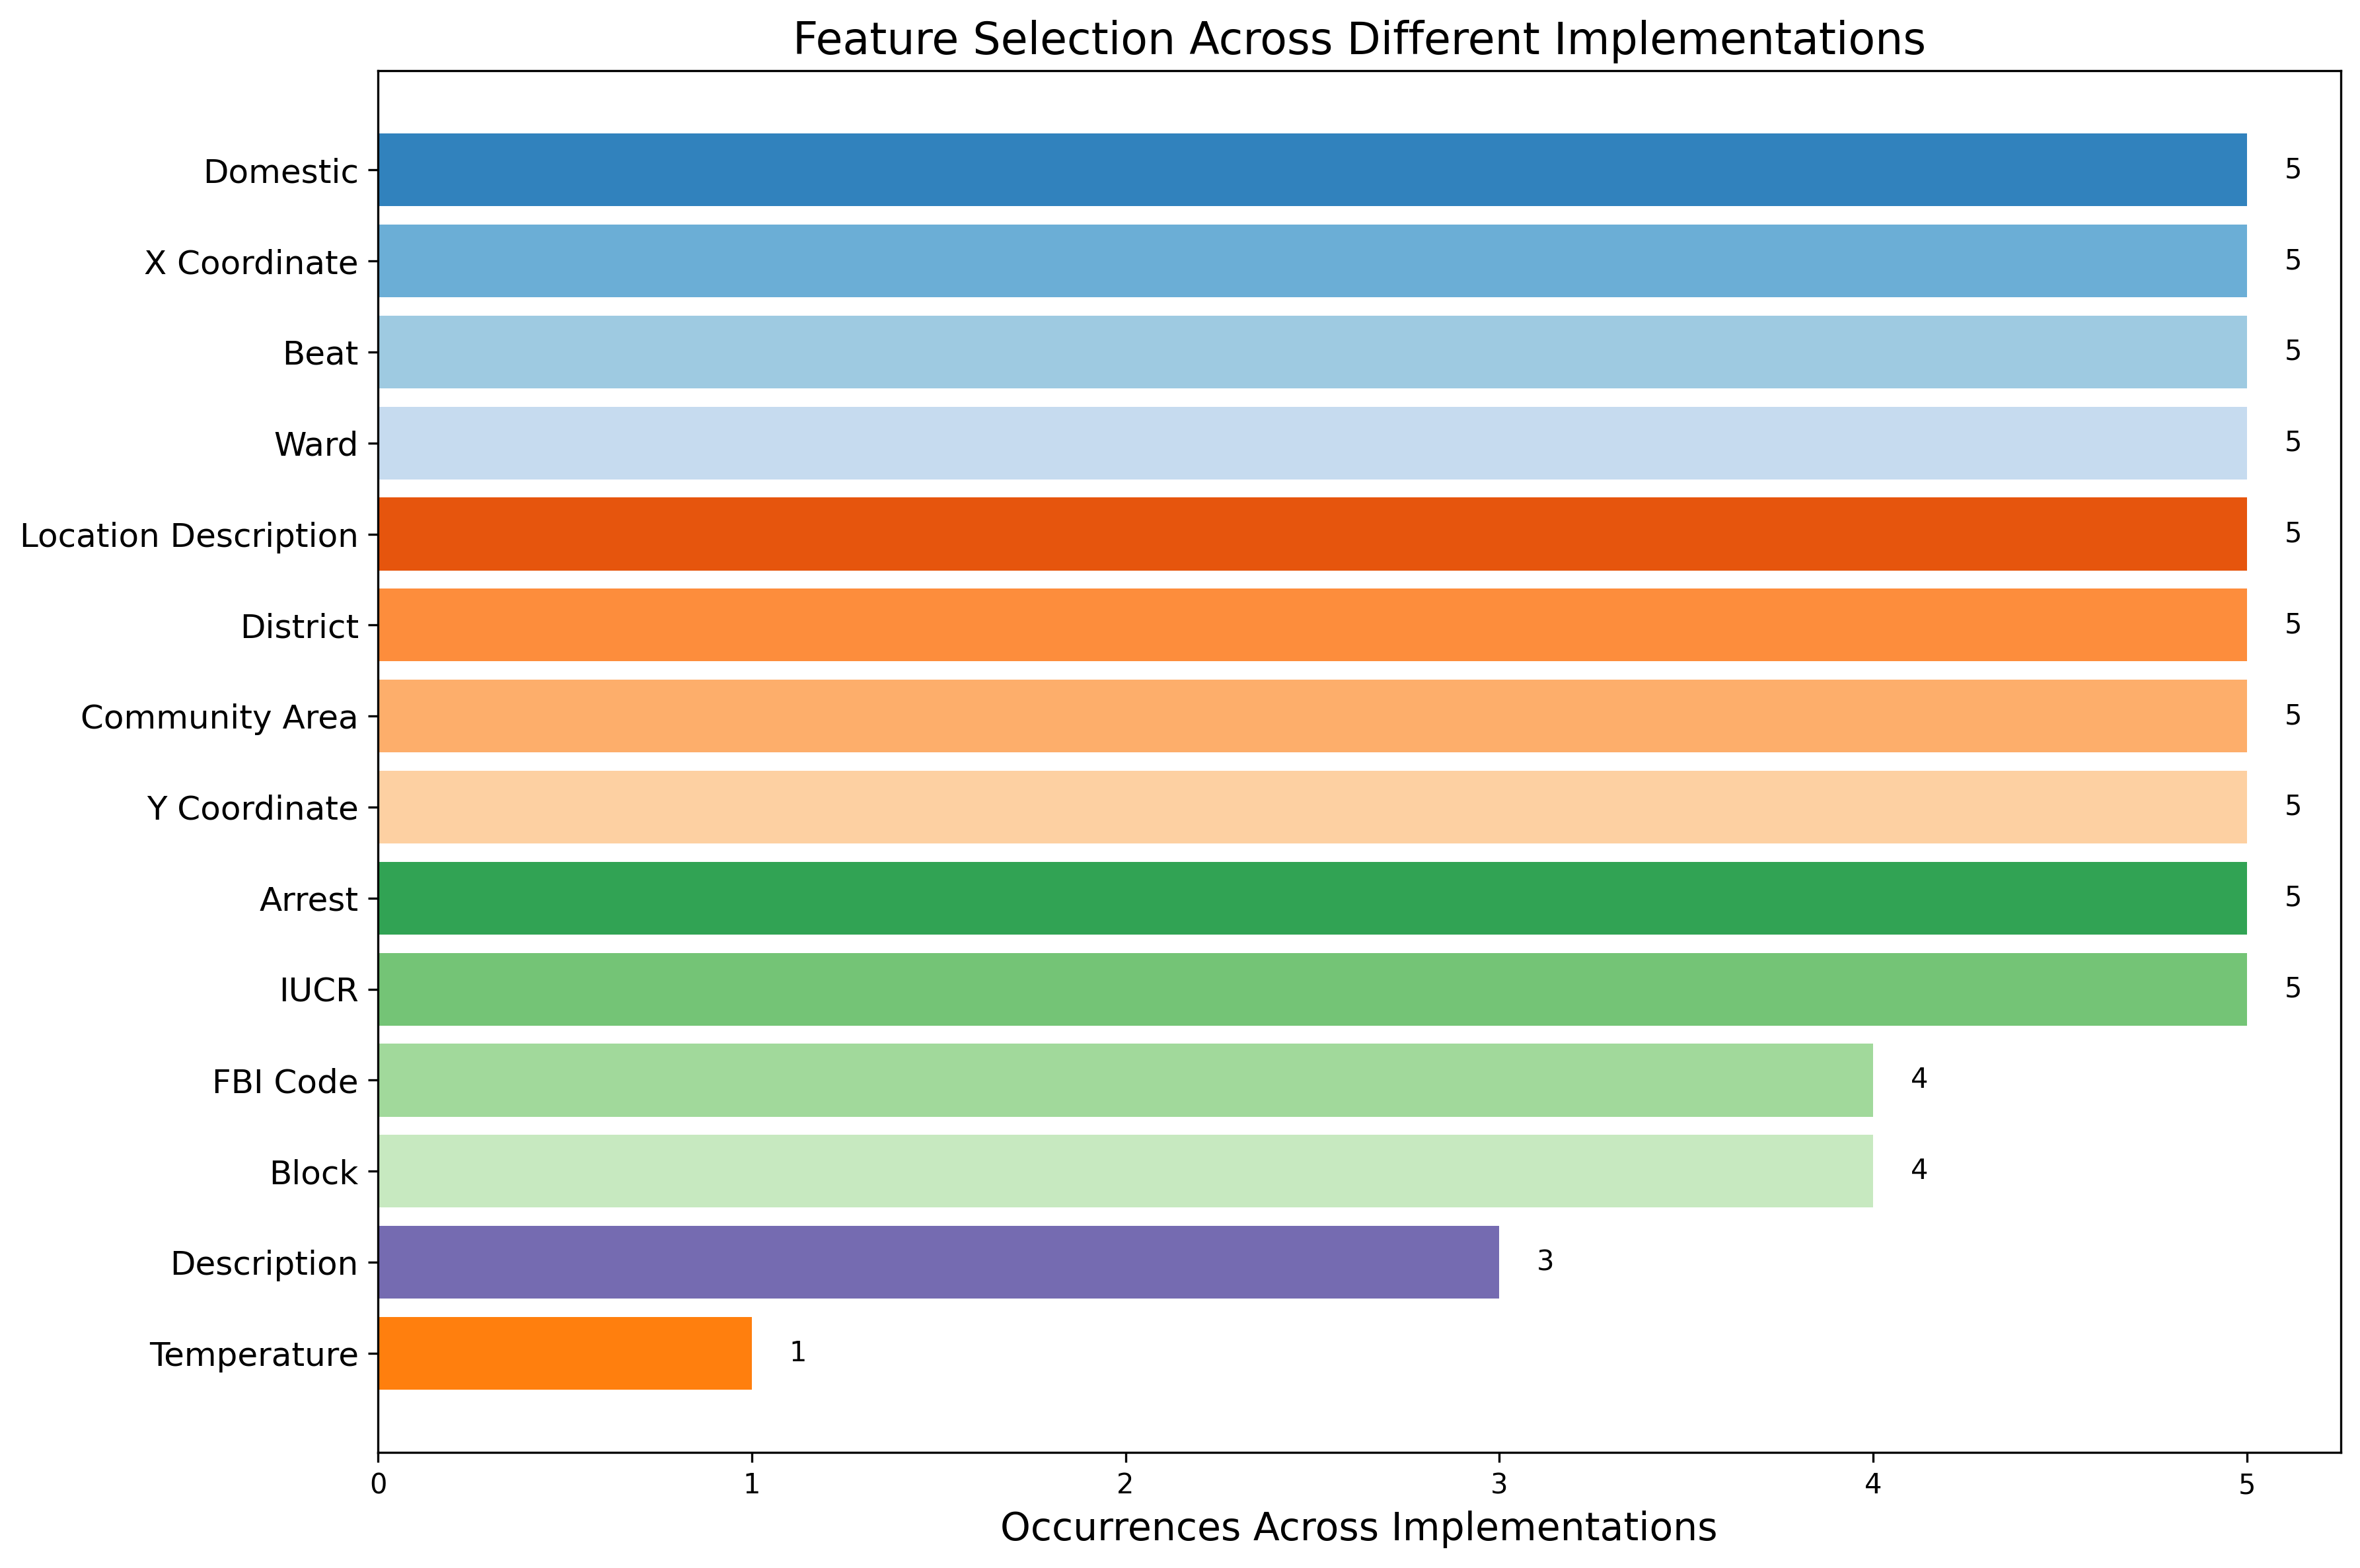 Feature Selection Across Different Implementations
Domestic 5
X Coordinate 5
Beat 5
Ward 5
Location Description 5
District 5
Community Area 5
Y Coordinate 5
Arrest 5
IUCR 5
FBI Code 4
Block 4
Description 3
Temperature 1
0 1 2 3 4 5
Occurrences Across Implementations